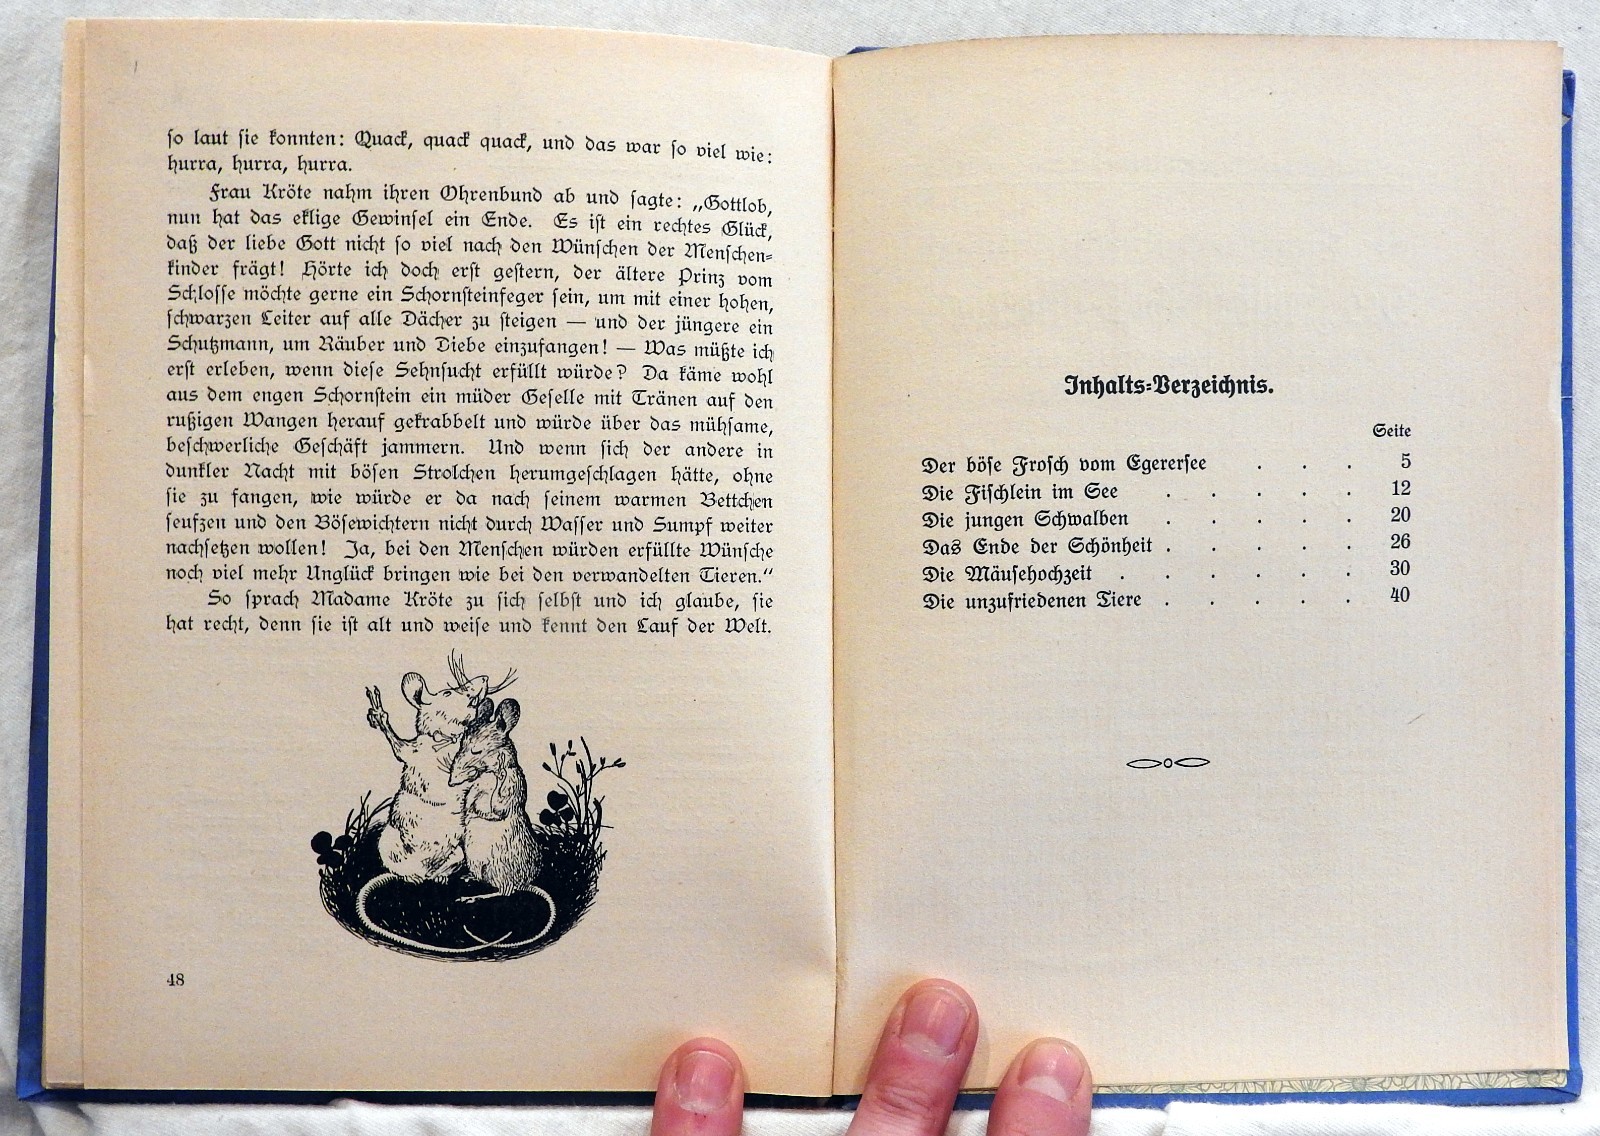 so laut sie konnten: Quack, quack quack, und das war so viel wie:
hurra, hurra, hurra.
Frau Kröte nahm ihren Ohrenbund ab und sagte: „Gottlob,
nun hat das eklige Gewinsel ein Ende. Es ist ein rechtes Glück,
daß der liebe Gott nicht so viel nach den Wünschen der Menschen-
kinder frägt! Hörte ich doch erst gestern, der ältere Prinz vom
Schlosse möchte gerne ein Schornsteinfeger sein, um mit einer hohen,
schwarzen Leiter auf alle Dächer zu steigen — und der jüngere ein
Schutzmann, um Räuber und Diebe einzufangen! — Was müßte ich
erst erleben, wenn diese Sehnsucht erfüllt würde? Da käme wohl
aus dem engen Schornstein ein müder Geselle mit Tränen auf den
rußigen Wangen herauf gekrabbelt und würde über das mühsame,
beschwerliche Geschäft jammern. Und wenn sich der andere in
dunkler Nacht mit bösen Strolchen herumgeschlagen hätte, ohne
sie zu fangen, wie würde er da nach seinem warmen Bettchen
seufzen und den Bösewichtern nicht durch Wasser und Sumpf weiter
nachsetzen wollen! Ja, bei den Menschen würden erfüllte Wünsche
noch viel mehr Unglück bringen wie bei den verwandelten Tieren.“
So sprach Madame Kröte zu sich selbst und ich glaube, sie
hat recht, denn sie ist alt und weise und kennt den Lauf der Welt.
48
Inhalts-Verzeichnis.
Seite
Der böse Frosch vom Egerersee . . . 5
Die Fischlein im See . . . . . 12
Die jungen Schwalben . . . . . 20
Das Ende der Schönheit . . . . . 26
Die Mäusehochzeit . . . . . . 30
Die unzufriedenen Tiere . . . . . 40